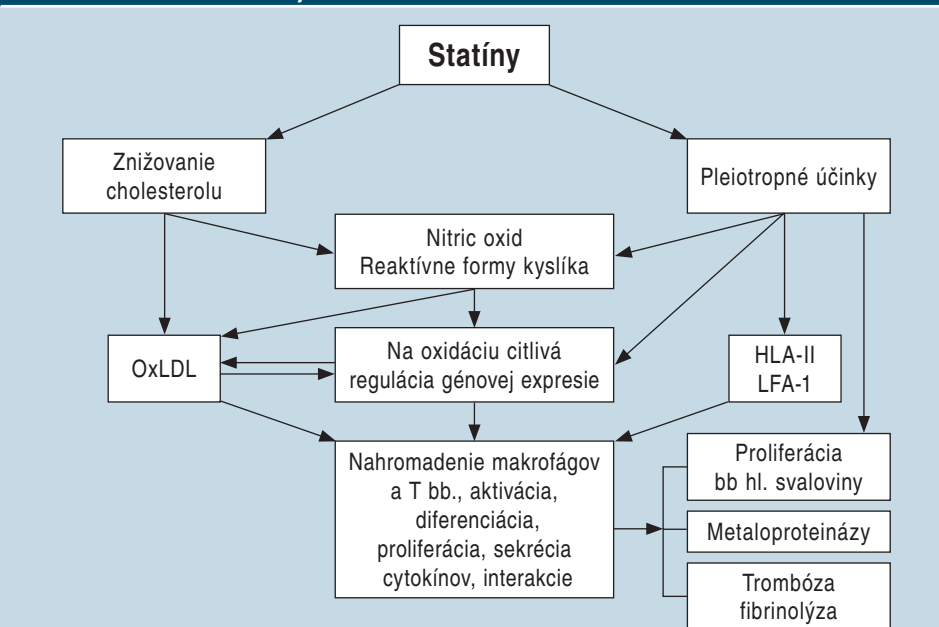 Statíny
Znižovanie
cholesterolu
Pleiotropné účinky
Nitric oxid
Reaktívne formy kyslíka
OxLDL
Na oxidáciu citlivá
regulácia génovej expresie
HLA-II
LFA-1
Nahromadenie makrofágov
a T bb., aktivácia,
diferenciácia,
proliferácia, sekrécia
cytokínov, interakcie
Proliferácia
bb hl. svaloviny
Metaloproteinázy
Trombóza
fibrinolýza